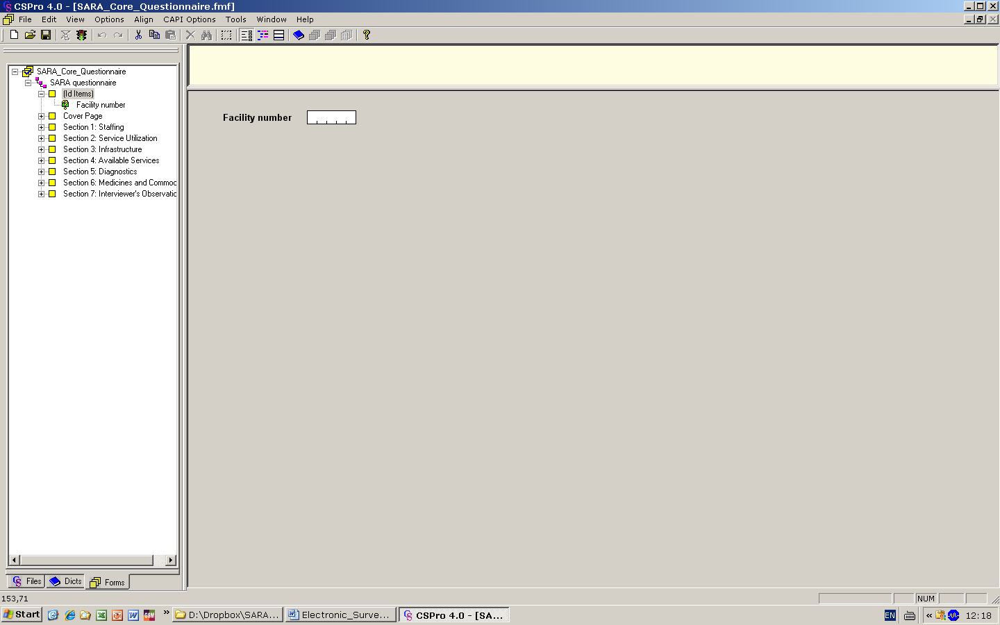 CSPro 4.0 - [SARA_Core_Questionnaire.fmf]
File Edit View Options Align CAPI Options Tools Window Help
SARA_Core_Questionnaire
SARA questionnaire
(Id Items)
Facility number
Cover Page
Section 1: Staffing
Section 2: Service Utilization
Section 3: Infrastructure
Section 4: Available Services
Section 5: Diagnostics
Section 6: Medicines and Commoc
Section 7: Interviewer's Observatic
Facility number
Files Dicts Forms
153,71
NUM
Start
D:\Dropbox\SARA...
Electronic_Surve...
CSPro 4.0 - [SA...
EN
12:18